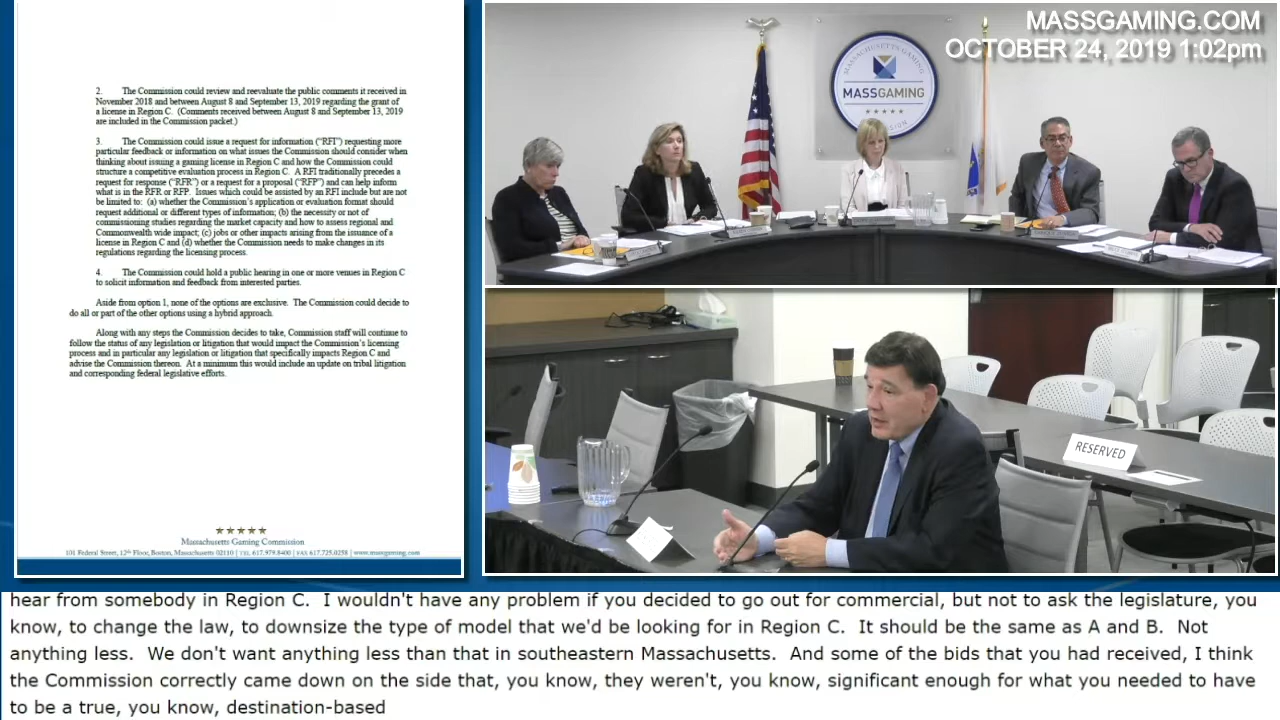 2. The Commission could review and reevaluate the public comments it received in
November 2018 and between August 8 and September 13, 2019 regarding the grant of
a license in Region C. (Comments received between August 8 and September 13, 2019
are included in the Commission packet.)
3. The Commission could issue a request for information ("RFI") requesting more
particular feedback or information on what issues the Commission should consider when
thinking about issuing a gaming license in Region C and how the Commission could
structure a competitive evaluation process in Region C. A RFI traditionally precedes a
request for response ("RFR") or a request for a proposal ("RFP") and can help inform
what is in the RFR or RFP. Issues which could be assisted by an RFI include but are not
be limited to: (a) whether the Commission's application or evaluation format should
request additional or different types of information; (b) the necessity or not of
commissioning studies regarding the market capacity and how to assess regional and
Commonwealth wide impact; (c) jobs or other impacts arising from the issuance of a
license in Region C and (d) whether the Commission needs to make changes in its
regulations regarding the licensing process.
4. The Commission could hold a public hearing in one or more venues in Region C
to solicit information and feedback from interested parties.
Aside from option 1, none of the options are exclusive. The Commission could decide to
do all or part of the other options using a hybrid approach.
Along with any steps the Commission decides to take, Commission staff will continue to
follow the status of any legislation or litigation that would impact the Commission's licensing
process and in particular any legislation or litigation that specifically impacts Region C and
advise the Commission thereon. At a minimum this would include an update on tribal litigation
and corresponding federal legislative efforts.
Massachusetts Gaming Commission
101 Federal Street, 12th Floor, Boston, Massachusetts 02110 | TEL 617.979.8400 | FAX 617.725.0258 | www.massgaming.com
MASSGAMING.COM
OCTOBER 24, 2019 1:02pm
MASSACHUSETTS GAMING
MASSGAMING
RESERVED
hear from somebody in Region C. I wouldn't have any problem if you decided to go out for commercial, but not to ask the legislature, you
know, to change the law, to downsize the type of model that we'd be looking for in Region C. It should be the same as A and B. Not
anything less. We don't want anything less than that in southeastern Massachusetts. And some of the bids that you had received, I think
the Commission correctly came down on the side that, you know, they weren't, you know, significant enough for what you needed to have
to be a true, you know, destination-based